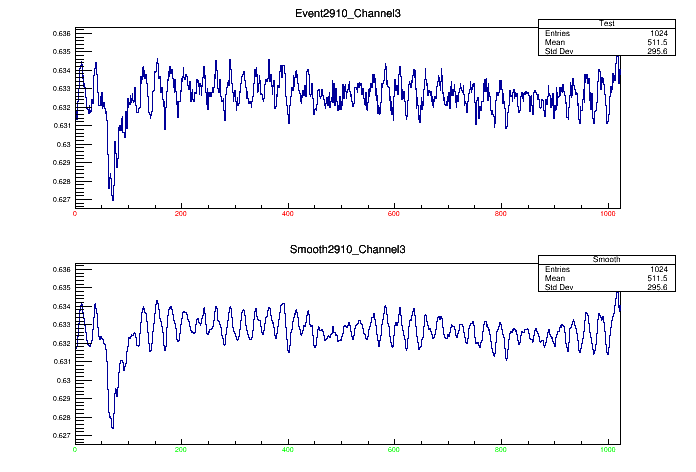 Event2910_Channel3
Test
Entries 1024
Mean 511.5
Std Dev 295.6
0.636
0.635
0.634
0.633
0.632
0.631
0.63
0.629
0.628
0.627
0 200 400 600 800 1000
Smooth2910_Channel3
Smooth
Entries 1024
Mean 511.5
Std Dev 295.6
0.636
0.635
0.634
0.633
0.632
0.631
0.63
0.629
0.628
0.627
0 200 400 600 800 1000